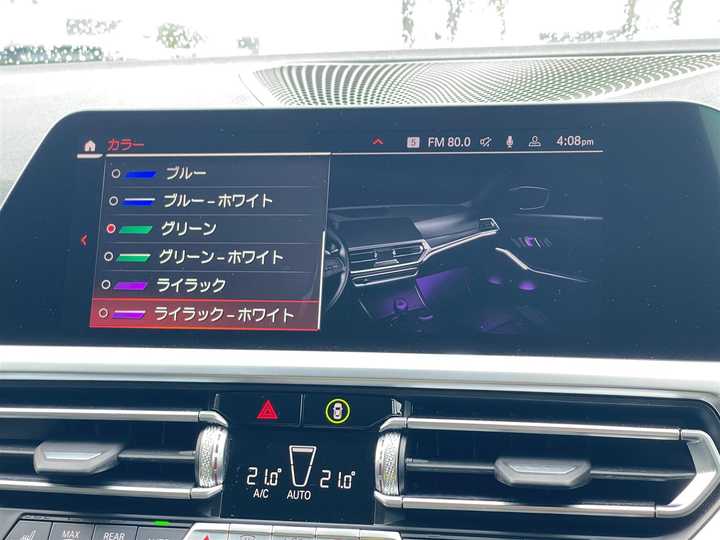 カラー
5 FM 80.0 4:08pm
ブルー
ブルー–ホワイト
グリーン
グリーン–ホワイト
ライラック
ライラック–ホワイト
21.0° 21.0°
A/C AUTO
MAX REAR